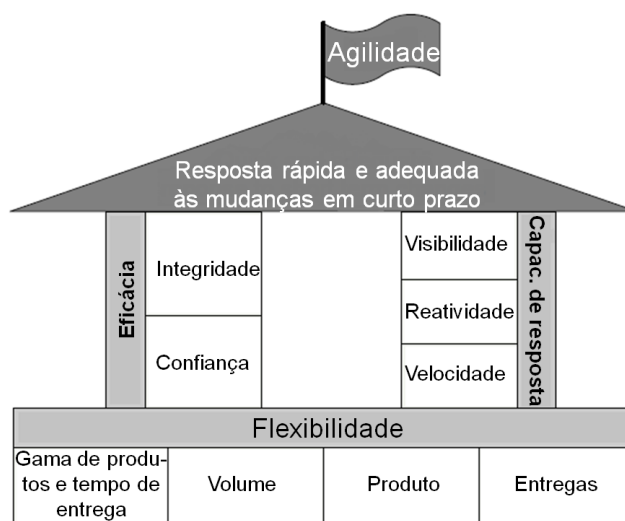 Agilidade
Resposta rápida e adequada
às mudanças em curto prazo
Eficácia
Integridade
Confiança
Visibilidade
Reatividade
Velocidade
Capac. de resposta
Flexibilidade
Gama de produ-
tos e tempo de
entrega
Volume
Produto
Entregas